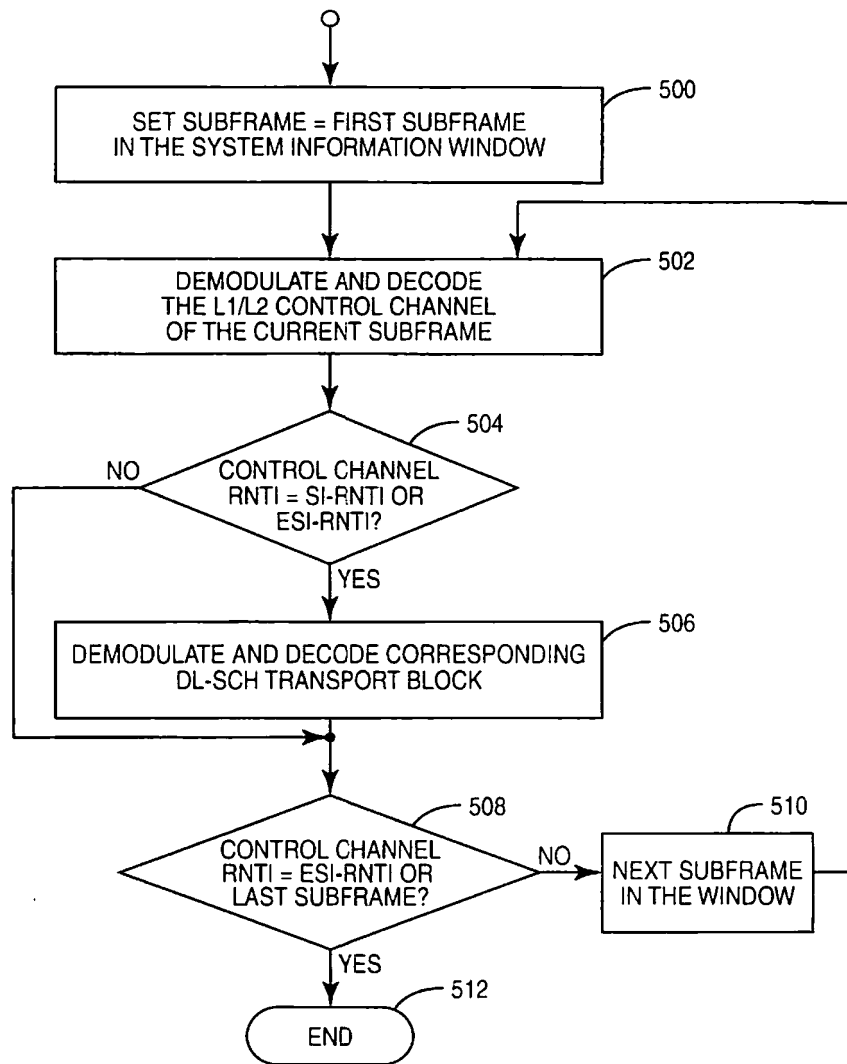 500
SET SUBFRAME = FIRST SUBFRAME
IN THE SYSTEM INFORMATION WINDOW
502
DEMODULATE AND DECODE
THE L1/L2 CONTROL CHANNEL
OF THE CURRENT SUBFRAME
504
CONTROL CHANNEL
RNTI = SI-RNTI OR
ESI-RNTI?
NO
YES
506
DEMODULATE AND DECODE CORRESPONDING
DL-SCH TRANSPORT BLOCK
508
CONTROL CHANNEL
RNTI = ESI-RNTI OR
LAST SUBFRAME?
NO
510
NEXT SUBFRAME
IN THE WINDOW
YES
512
END